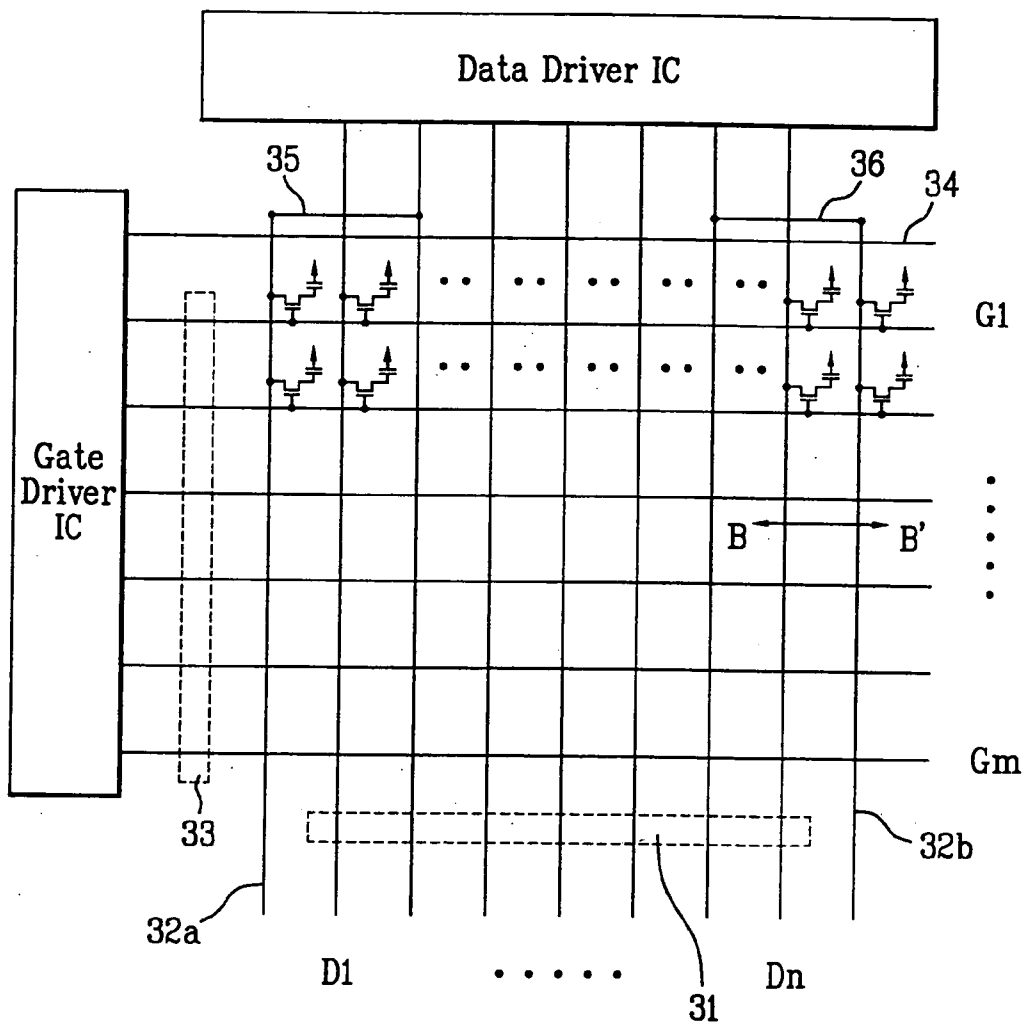 Data Driver IC
35
36
34
G1
Gate
Driver
IC
B
B'
Gm
33
32b
32a
31
D1
Dn